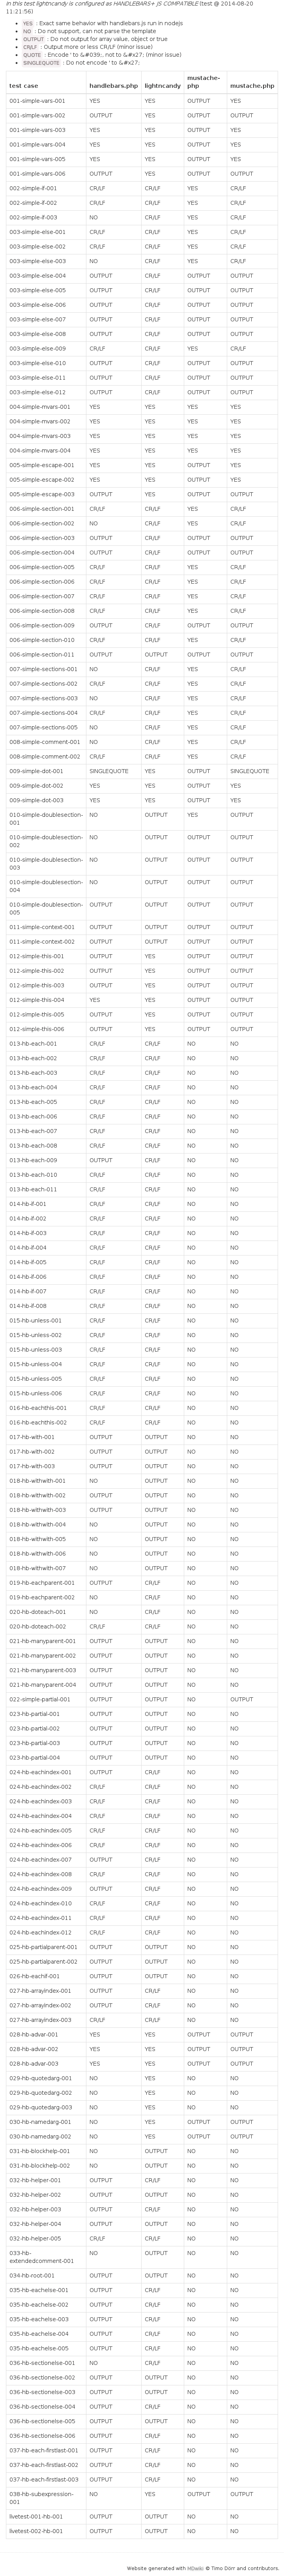 In this test lightncandy is configured as HANDLEBARS+ JS COMPATIBLE (test @ 2014-08-20
11:21:56)
• YES : Exact same behavior with handlebars.js run in nodejs
• NO : Do not support, can not parse the template
• OUTPUT : Do not output for array value, object or true
• CR/LF : Output more or less CR/LF (minor issue)
• QUOTE : Encode ' to &#039;, not to &#x27; (minor issue)
• SINGLEQUOTE : Do not encode ' to &#x27;
test case handlebars.php lightncandy mustache-php mustache.php
001-simple-vars-001 YES YES OUTPUT YES
001-simple-vars-002 OUTPUT YES OUTPUT OUTPUT
001-simple-vars-003 YES YES OUTPUT YES
001-simple-vars-004 YES YES OUTPUT YES
001-simple-vars-005 YES YES OUTPUT YES
001-simple-vars-006 OUTPUT YES OUTPUT OUTPUT
002-simple-if-001 CR/LF CR/LF YES CR/LF
002-simple-if-002 CR/LF CR/LF YES CR/LF
002-simple-if-003 NO CR/LF YES CR/LF
003-simple-else-001 CR/LF CR/LF YES CR/LF
003-simple-else-002 CR/LF CR/LF YES CR/LF
003-simple-else-003 NO CR/LF YES CR/LF
003-simple-else-004 OUTPUT CR/LF OUTPUT OUTPUT
003-simple-else-005 OUTPUT CR/LF OUTPUT OUTPUT
003-simple-else-006 OUTPUT CR/LF OUTPUT OUTPUT
003-simple-else-007 OUTPUT CR/LF OUTPUT OUTPUT
003-simple-else-008 OUTPUT CR/LF OUTPUT OUTPUT
003-simple-else-009 CR/LF CR/LF YES CR/LF
003-simple-else-010 OUTPUT CR/LF OUTPUT OUTPUT
003-simple-else-011 OUTPUT CR/LF OUTPUT OUTPUT
003-simple-else-012 OUTPUT CR/LF OUTPUT OUTPUT
004-simple-mvars-001 YES YES YES YES
004-simple-mvars-002 YES YES YES YES
004-simple-mvars-003 YES YES YES YES
004-simple-mvars-004 YES YES YES YES
005-simple-escape-001 YES YES OUTPUT YES
005-simple-escape-002 YES YES OUTPUT YES
005-simple-escape-003 OUTPUT YES OUTPUT OUTPUT
006-simple-section-001 CR/LF CR/LF YES CR/LF
006-simple-section-002 NO CR/LF YES CR/LF
006-simple-section-003 OUTPUT CR/LF OUTPUT OUTPUT
006-simple-section-004 OUTPUT CR/LF OUTPUT OUTPUT
006-simple-section-005 CR/LF CR/LF YES CR/LF
006-simple-section-006 CR/LF CR/LF YES CR/LF
006-simple-section-007 CR/LF CR/LF YES CR/LF
006-simple-section-008 CR/LF CR/LF YES CR/LF
006-simple-section-009 OUTPUT CR/LF OUTPUT OUTPUT
006-simple-section-010 CR/LF CR/LF YES CR/LF
006-simple-section-011 OUTPUT OUTPUT OUTPUT OUTPUT
007-simple-sections-001 NO CR/LF YES CR/LF
007-simple-sections-002 CR/LF CR/LF YES CR/LF
007-simple-sections-003 NO CR/LF YES CR/LF
007-simple-sections-004 CR/LF CR/LF YES CR/LF
007-simple-sections-005 NO CR/LF YES CR/LF
008-simple-comment-001 NO CR/LF YES CR/LF
008-simple-comment-002 CR/LF CR/LF YES CR/LF
009-simple-dot-001 SINGLEQUOTE YES OUTPUT SINGLEQUOTE
009-simple-dot-002 YES YES OUTPUT YES
009-simple-dot-003 YES YES OUTPUT YES
010-simple-doublesection-001 NO OUTPUT YES OUTPUT
010-simple-doublesection-002 NO OUTPUT OUTPUT OUTPUT
010-simple-doublesection-003 NO OUTPUT OUTPUT OUTPUT
010-simple-doublesection-004 NO OUTPUT OUTPUT OUTPUT
010-simple-doublesection-005 OUTPUT OUTPUT OUTPUT OUTPUT
011-simple-context-001 OUTPUT OUTPUT OUTPUT OUTPUT
011-simple-context-002 OUTPUT OUTPUT OUTPUT OUTPUT
012-simple-this-001 OUTPUT YES OUTPUT OUTPUT
012-simple-this-002 OUTPUT YES OUTPUT OUTPUT
012-simple-this-003 OUTPUT YES OUTPUT OUTPUT
012-simple-this-004 YES YES OUTPUT OUTPUT
012-simple-this-005 OUTPUT YES OUTPUT OUTPUT
012-simple-this-006 OUTPUT YES OUTPUT OUTPUT
013-hb-each-001 CR/LF CR/LF NO NO
013-hb-each-002 CR/LF CR/LF NO NO
013-hb-each-003 CR/LF CR/LF NO NO
013-hb-each-004 CR/LF CR/LF NO NO
013-hb-each-005 CR/LF CR/LF NO NO
013-hb-each-006 CR/LF CR/LF NO NO
013-hb-each-007 CR/LF CR/LF NO NO
013-hb-each-008 CR/LF CR/LF NO NO
013-hb-each-009 OUTPUT CR/LF NO NO
013-hb-each-010 CR/LF CR/LF NO NO
013-hb-each-011 CR/LF CR/LF NO NO
014-hb-if-001 CR/LF CR/LF NO NO
014-hb-if-002 CR/LF CR/LF NO NO
014-hb-if-003 CR/LF CR/LF NO NO
014-hb-if-004 CR/LF CR/LF NO NO
014-hb-if-005 CR/LF CR/LF NO NO
014-hb-if-006 CR/LF CR/LF NO NO
014-hb-if-007 CR/LF CR/LF NO NO
014-hb-if-008 CR/LF CR/LF NO NO
015-hb-unless-001 CR/LF CR/LF NO NO
015-hb-unless-002 CR/LF CR/LF NO NO
015-hb-unless-003 CR/LF CR/LF NO NO
015-hb-unless-004 CR/LF CR/LF NO NO
015-hb-unless-005 CR/LF CR/LF NO NO
015-hb-unless-006 CR/LF CR/LF NO NO
016-hb-eachthis-001 CR/LF CR/LF NO NO
016-hb-eachthis-002 CR/LF CR/LF NO NO
017-hb-with-001 OUTPUT OUTPUT NO NO
017-hb-with-002 OUTPUT OUTPUT NO NO
017-hb-with-003 OUTPUT OUTPUT NO NO
018-hb-withwith-001 NO OUTPUT NO NO
018-hb-withwith-002 OUTPUT OUTPUT NO NO
018-hb-withwith-003 OUTPUT OUTPUT NO NO
018-hb-withwith-004 NO OUTPUT NO NO
018-hb-withwith-005 NO OUTPUT NO NO
018-hb-withwith-006 NO OUTPUT NO NO
018-hb-withwith-007 NO OUTPUT NO NO
019-hb-eachparent-001 OUTPUT CR/LF NO NO
019-hb-eachparent-002 NO CR/LF NO NO
020-hb-doteach-001 NO CR/LF NO NO
020-hb-doteach-002 CR/LF CR/LF NO NO
021-hb-manyparent-001 OUTPUT OUTPUT NO NO
021-hb-manyparent-002 OUTPUT OUTPUT NO NO
021-hb-manyparent-003 OUTPUT OUTPUT NO NO
021-hb-manyparent-004 OUTPUT OUTPUT NO NO
022-simple-partial-001 OUTPUT OUTPUT NO OUTPUT
023-hb-partial-001 OUTPUT OUTPUT NO NO
023-hb-partial-002 OUTPUT OUTPUT NO NO
023-hb-partial-003 OUTPUT OUTPUT NO NO
023-hb-partial-004 OUTPUT OUTPUT NO NO
024-hb-eachindex-001 OUTPUT CR/LF NO NO
024-hb-eachindex-002 CR/LF CR/LF NO NO
024-hb-eachindex-003 CR/LF CR/LF NO NO
024-hb-eachindex-004 CR/LF CR/LF NO NO
024-hb-eachindex-005 CR/LF CR/LF NO NO
024-hb-eachindex-006 CR/LF CR/LF NO NO
024-hb-eachindex-007 OUTPUT CR/LF NO NO
024-hb-eachindex-008 CR/LF CR/LF NO NO
024-hb-eachindex-009 OUTPUT CR/LF NO NO
024-hb-eachindex-010 CR/LF CR/LF NO NO
024-hb-eachindex-011 CR/LF CR/LF NO NO
024-hb-eachindex-012 CR/LF CR/LF NO NO
025-hb-partialparent-001 OUTPUT OUTPUT NO NO
025-hb-partialparent-002 OUTPUT OUTPUT NO NO
026-hb-eachif-001 OUTPUT OUTPUT NO NO
027-hb-arrayindex-001 OUTPUT CR/LF NO NO
027-hb-arrayindex-002 OUTPUT CR/LF NO NO
027-hb-arrayindex-003 CR/LF CR/LF NO NO
028-hb-advar-001 YES YES OUTPUT OUTPUT
028-hb-advar-002 YES YES OUTPUT OUTPUT
028-hb-advar-003 YES YES OUTPUT OUTPUT
029-hb-quotedarg-001 NO YES NO NO
029-hb-quotedarg-002 NO YES NO NO
029-hb-quotedarg-003 NO YES NO NO
030-hb-namedarg-001 NO YES OUTPUT OUTPUT
030-hb-namedarg-002 NO YES OUTPUT OUTPUT
031-hb-blockhelp-001 NO OUTPUT NO NO
031-hb-blockhelp-002 NO OUTPUT NO NO
032-hb-helper-001 OUTPUT CR/LF NO NO
032-hb-helper-002 OUTPUT OUTPUT NO NO
032-hb-helper-003 OUTPUT CR/LF NO NO
032-hb-helper-004 OUTPUT OUTPUT NO NO
032-hb-helper-005 CR/LF CR/LF NO NO
033-hb-extendedcomment-001 NO OUTPUT NO NO
034-hb-root-001 OUTPUT OUTPUT NO NO
035-hb-eachelse-001 OUTPUT CR/LF NO NO
035-hb-eachelse-002 OUTPUT CR/LF NO NO
035-hb-eachelse-003 OUTPUT CR/LF NO NO
035-hb-eachelse-004 OUTPUT CR/LF NO NO
035-hb-eachelse-005 OUTPUT CR/LF NO NO
036-hb-sectionelse-001 NO CR/LF NO NO
036-hb-sectionelse-002 OUTPUT OUTPUT NO NO
036-hb-sectionelse-003 OUTPUT OUTPUT NO NO
036-hb-sectionelse-004 OUTPUT CR/LF NO NO
036-hb-sectionelse-005 OUTPUT OUTPUT NO NO
036-hb-sectionelse-006 OUTPUT CR/LF NO NO
037-hb-each-firstlast-001 OUTPUT CR/LF NO NO
037-hb-each-firstlast-002 OUTPUT CR/LF NO NO
037-hb-each-firstlast-003 OUTPUT CR/LF NO NO
038-hb-subexpression-001 NO YES OUTPUT OUTPUT
livetest-001-hb-001 OUTPUT OUTPUT NO NO
livetest-002-hb-001 OUTPUT OUTPUT NO NO
Website generated with MDwiki © Timo Dörr and contributors.